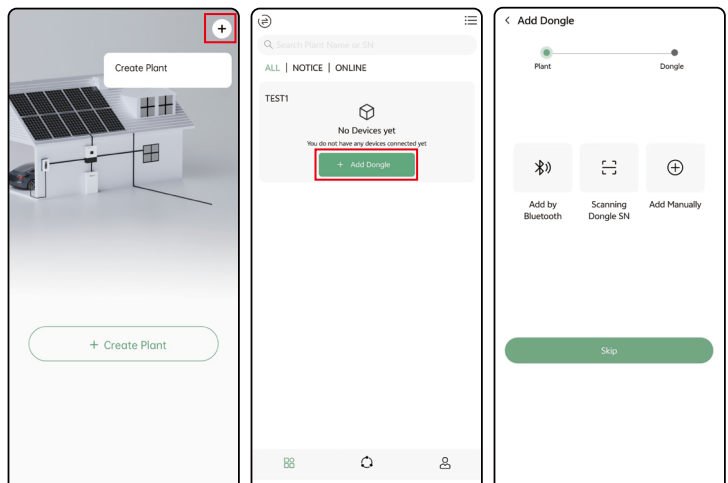 Create Plant
+ Create Plant
Search Plant Name or SN
ALL | NOTICE | ONLINE
TEST1
No Devices yet
You do not have any devices connected yet
+ Add Dongle
< Add Dongle
Plant
Dongle
Add by
Bluetooth
Scanning
Dongle SN
Add Manually
Skip